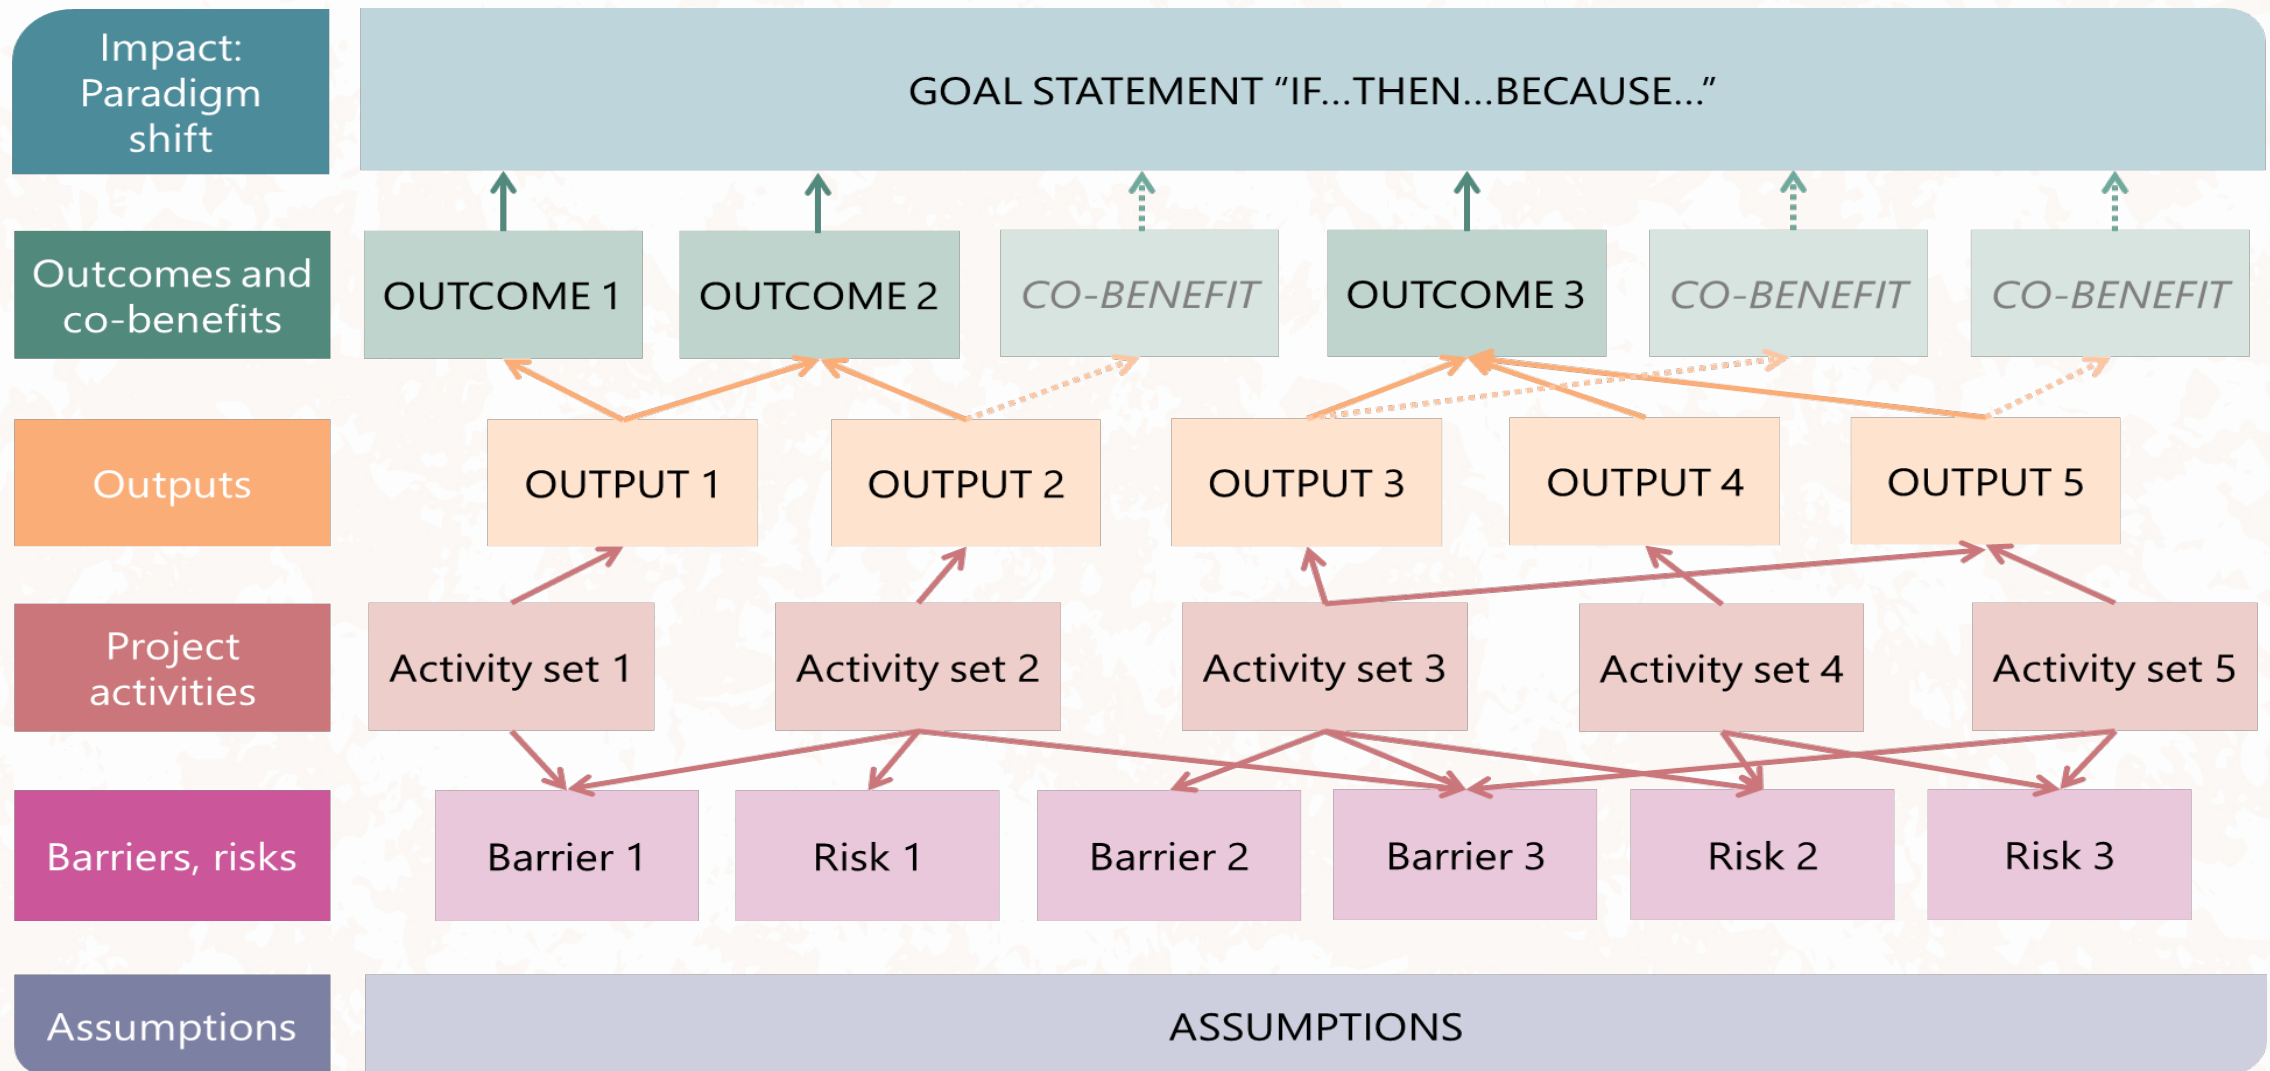 Impact:
Paradigm
shift
GOAL STATEMENT “IF...THEN...BECAUSE...”
Outcomes and
co-benefits
OUTCOME 1
OUTCOME 2
CO-BENEFIT
OUTCOME 3
CO-BENEFIT
CO-BENEFIT
Outputs
OUTPUT 1
OUTPUT 2
OUTPUT 3
OUTPUT 4
OUTPUT 5
Project
activities
Activity set 1
Activity set 2
Activity set 3
Activity set 4
Activity set 5
Barriers, risks
Barrier 1
Risk 1
Barrier 2
Barrier 3
Risk 2
Risk 3
Assumptions
ASSUMPTIONS